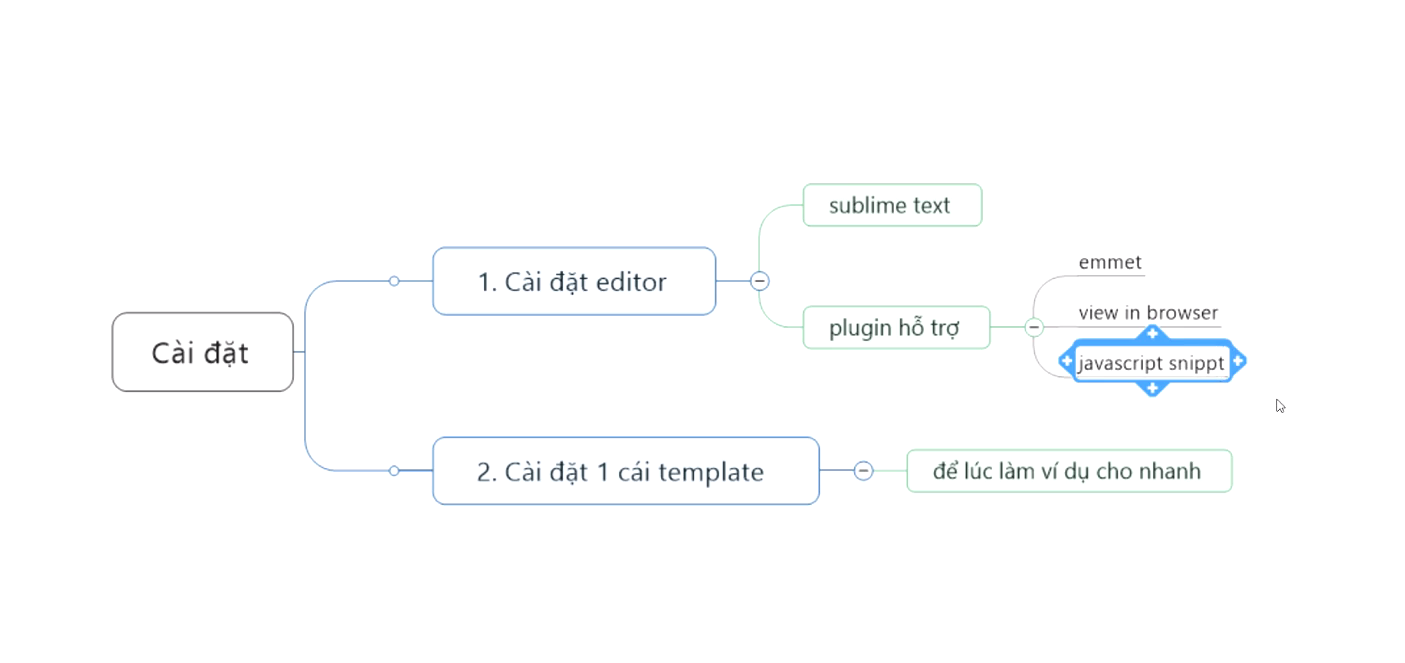 Cài đặt
1. Cài đặt editor
sublime text
plugin hỗ trợ
emmet
view in browser
javascript snippt
2. Cài đặt 1 cái template
để lúc làm ví dụ cho nhanh